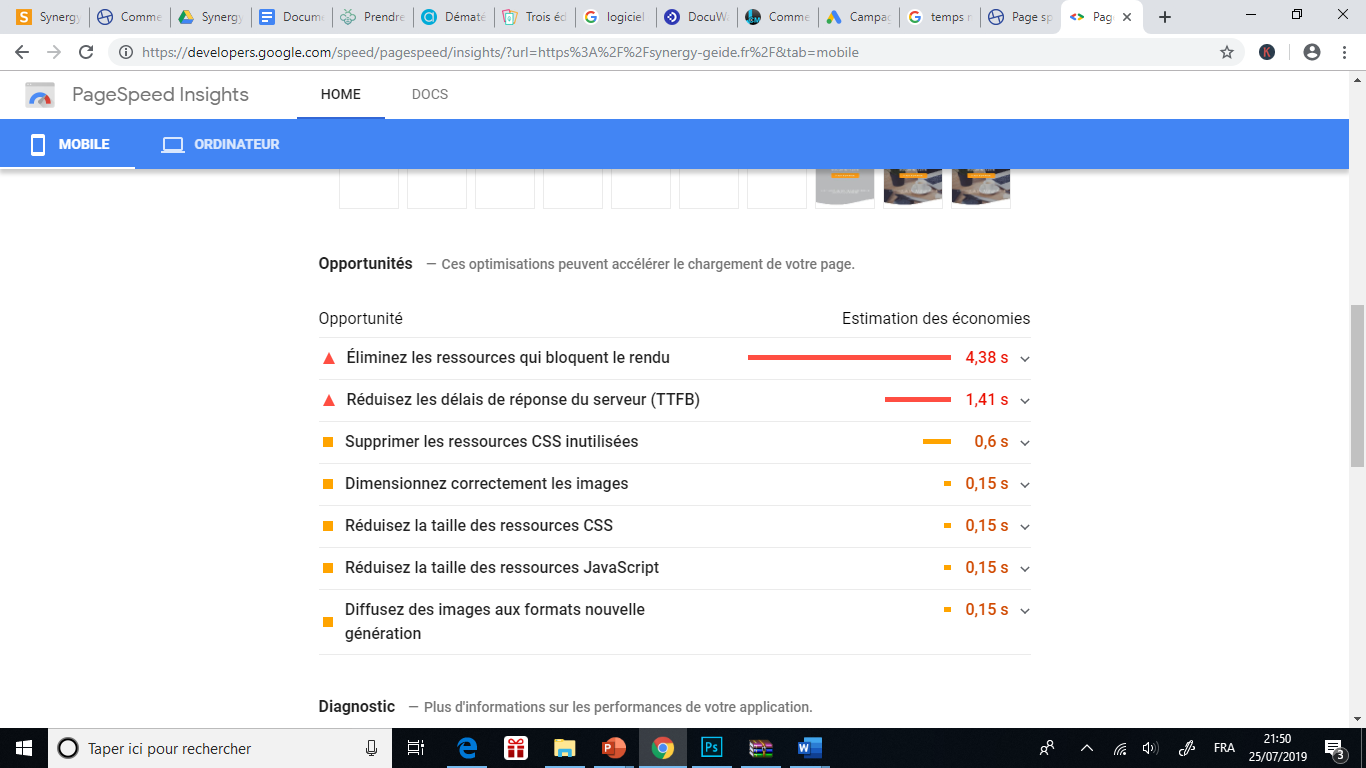 Synergy
Comme
Synergy
Docume
Prendre
Dématé
Trois éd
logiciel
DocuWa
Comme
Campag
temps r
Page sp
Page
https://developers.google.com/speed/pagespeed/insights/?url=https%3A%2F%2Fsynergy-geide.fr%2F&tab=mobile
K
PageSpeed Insights
HOME
DOCS
MOBILE
ORDINATEUR
Opportunités — Ces optimisations peuvent accélérer le chargement de votre page.
Opportunité
Estimation des économies
Éliminez les ressources qui bloquent le rendu
4,38 s
Réduisez les délais de réponse du serveur (TTFB)
1,41 s
Supprimer les ressources CSS inutilisées
0,6 s
Dimensionnez correctement les images
0,15 s
Réduisez la taille des ressources CSS
0,15 s
Réduisez la taille des ressources JavaScript
0,15 s
Diffusez des images aux formats nouvelle
génération
0,15 s
Diagnostic — Plus d'informations sur les performances de votre application.
Taper ici pour rechercher
FRA
21:50
25/07/2019
3